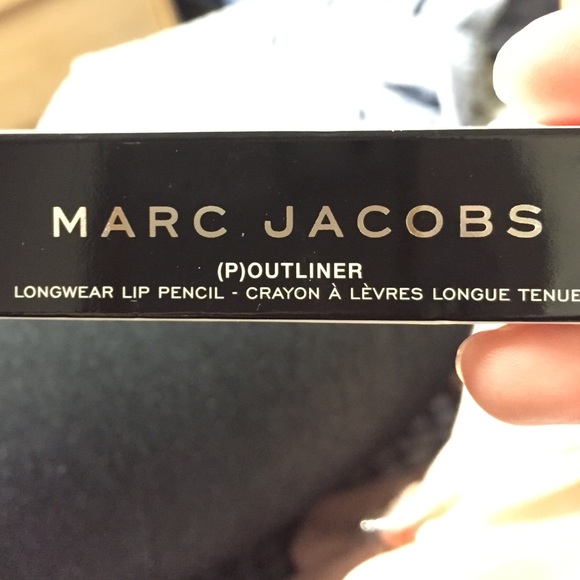 MARC JACOBS
(P)OUTLINER
LONGWEAR LIP PENCIL - CRAYON À LÈVRES LONGUE TENUE